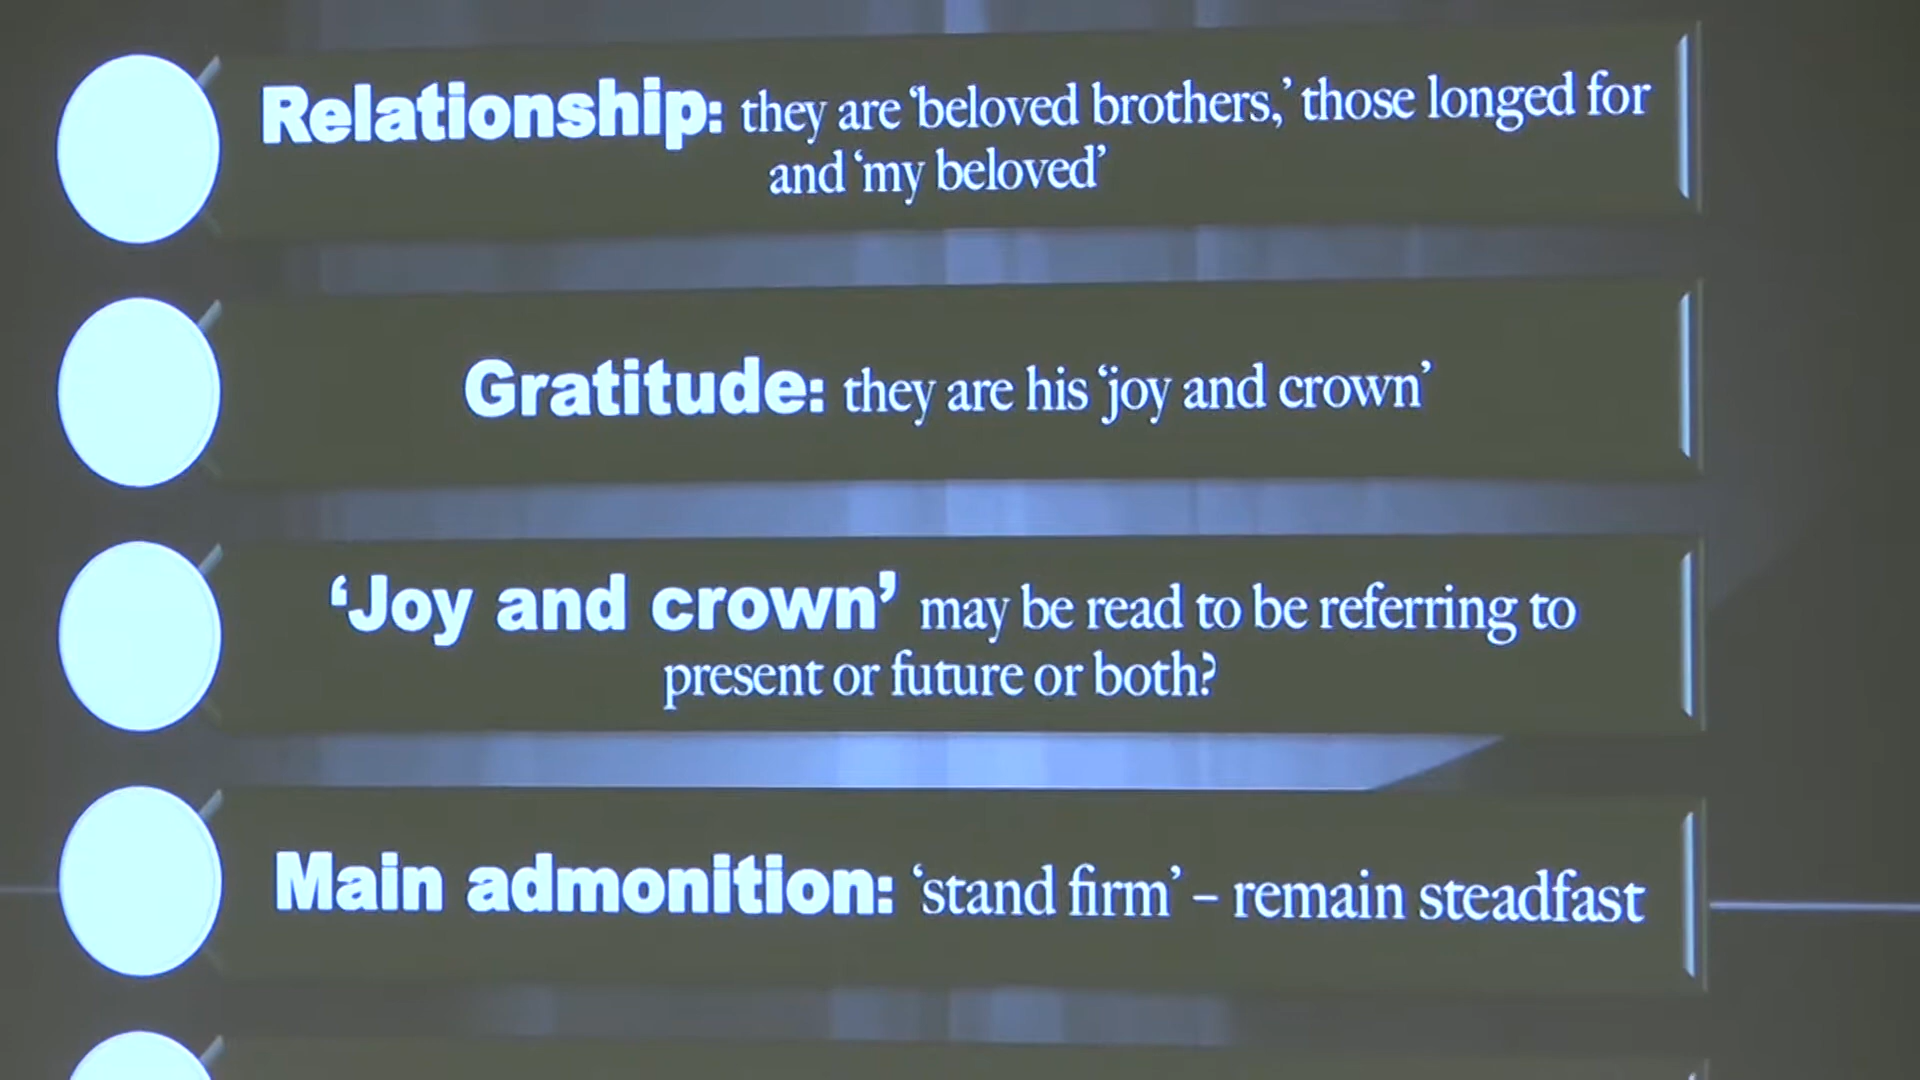 Relationship: they are ‘beloved brothers,’ those longed for
and ‘my beloved’
Gratitude: they are his ‘joy and crown’
‘Joy and crown’ may be read to be referring to
present or future or both?
Main admonition: ‘stand firm’ – remain steadfast